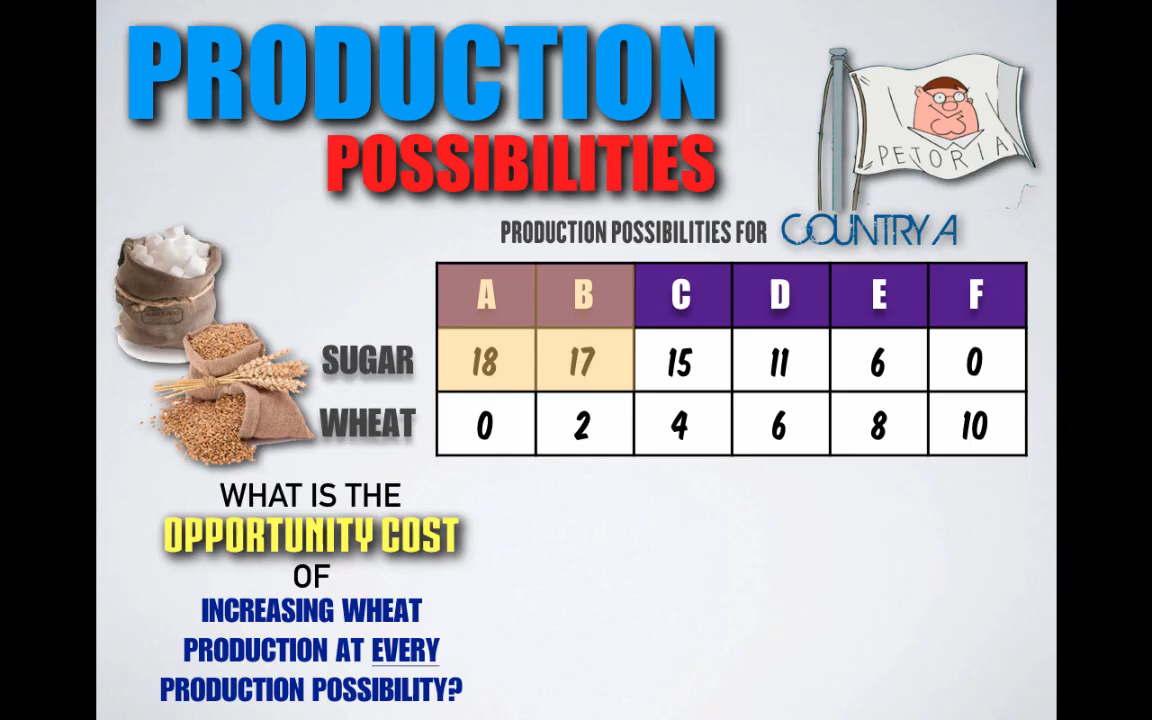 PRODUCTION
POSSIBILITIES
PETORIA
PRODUCTION POSSIBILITIES FOR COUNTRY A
A B C D E F
SUGAR 18 17 15 11 6 0
WHEAT 0 2 4 6 8 10
WHAT IS THE
OPPORTUNITY COST
OF
INCREASING WHEAT
PRODUCTION AT EVERY
PRODUCTION POSSIBILITY?